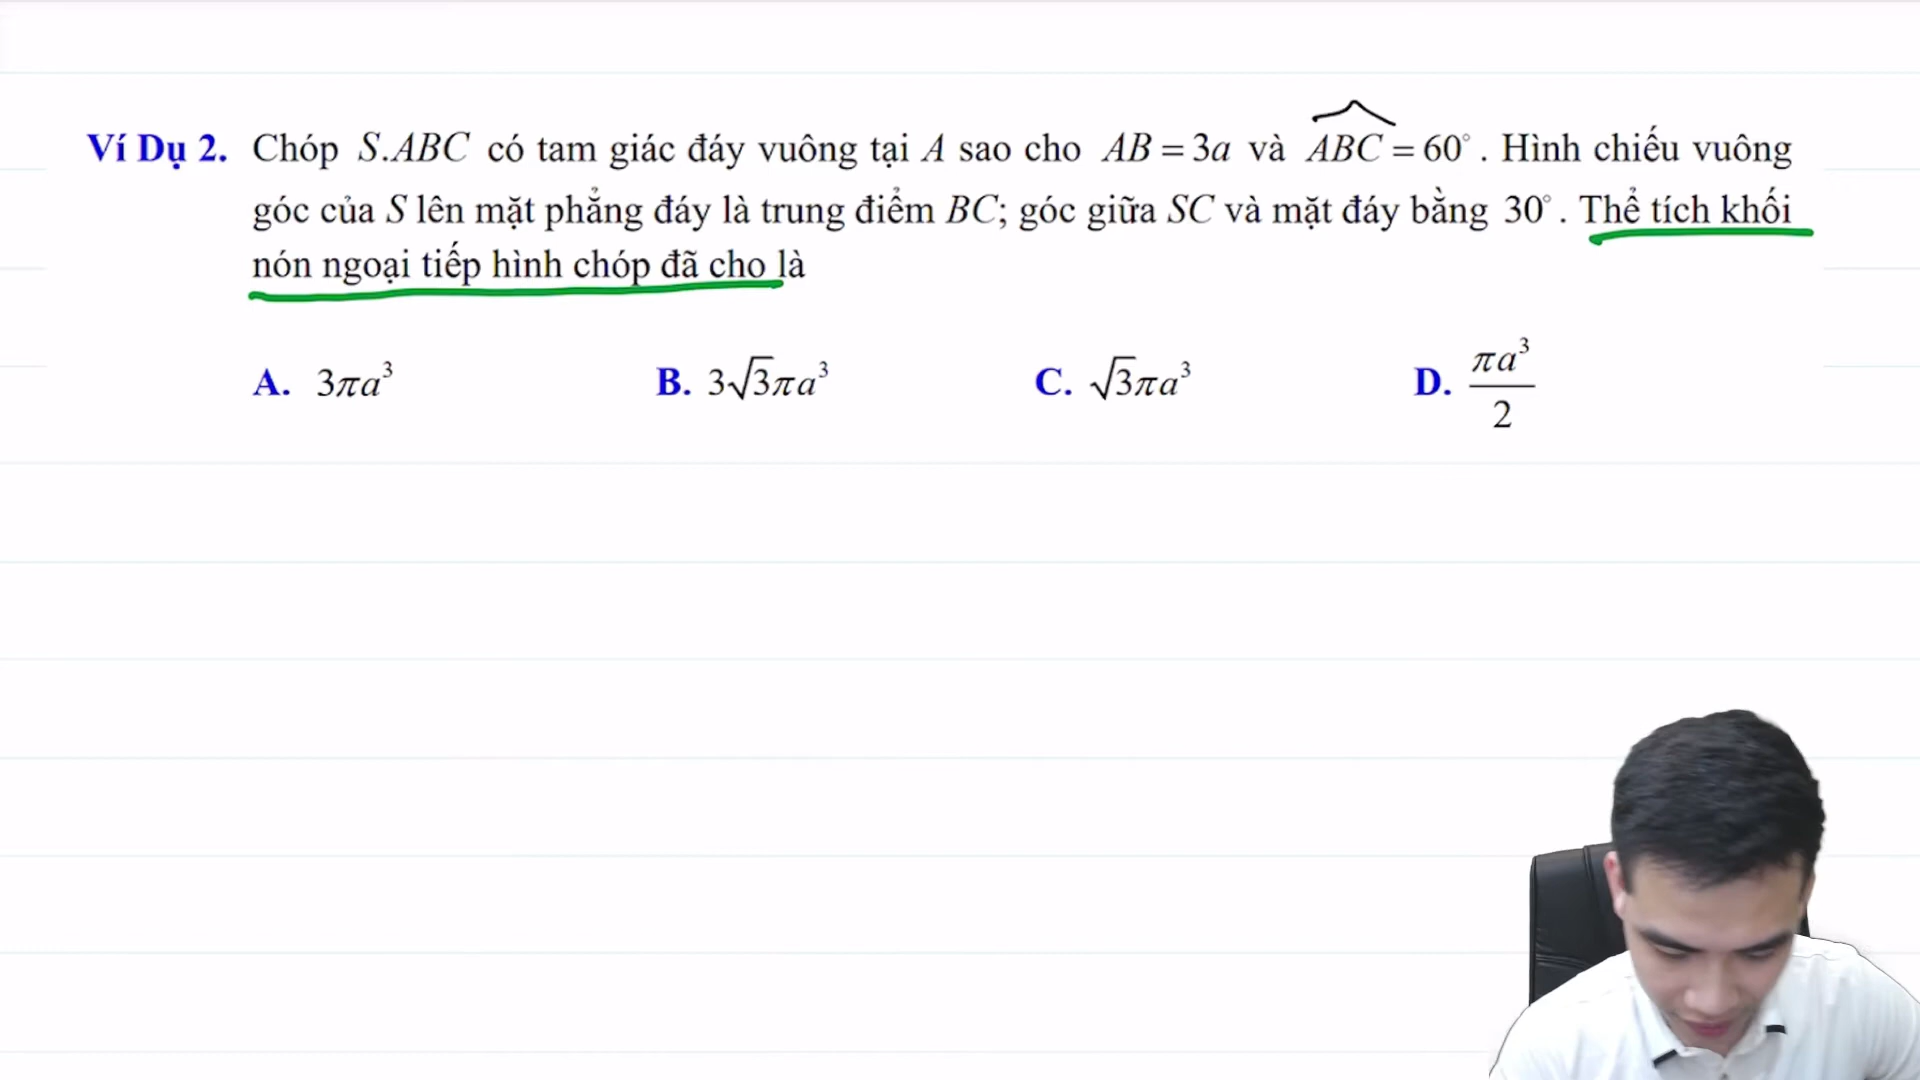 Ví Dụ 2. Chóp S.ABC có tam giác đáy vuông tại A sao cho AB = 3a và ABC = 60°. Hình chiếu vuông
góc của S lên mặt phẳng đáy là trung điểm BC; góc giữa SC và mặt đáy bằng 30°. Thể tích khối
nón ngoại tiếp hình chóp đã cho là
A. 3πa³ B. 3√3πa³ C. √3πa³ D. πa³/2